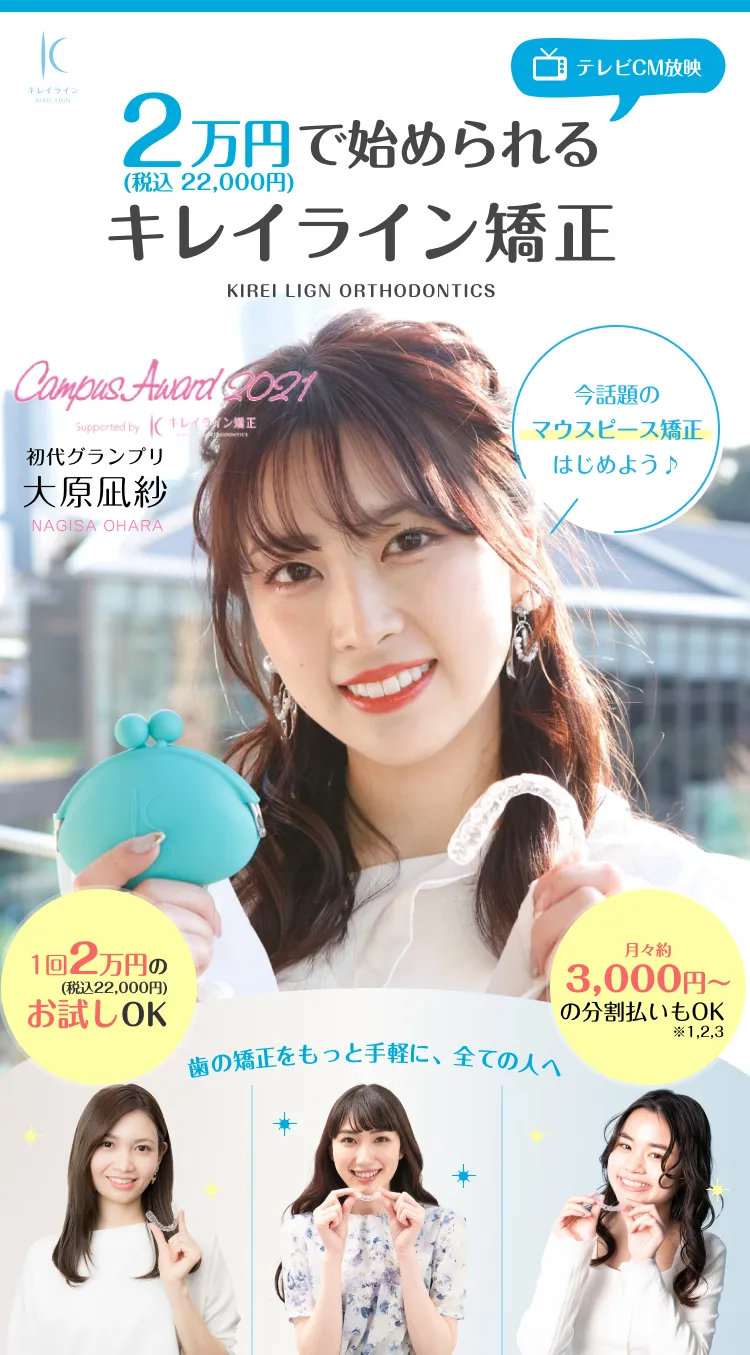 キレイライン
KIREI LIGN
テレビCM放映
2万円で始められる
(税込 22,000円)
キレイライン矯正
KIREI LIGN ORTHODONTICS
Campus Award 2021
Supported by キレイライン矯正
KIREI LIGN ORTHODONTICS
初代グランプリ
大原凪紗
NAGISA OHARA
今話題の
マウスピース矯正
はじめよう♪
1回2万円の
(税込22,000円)
お試しOK
月々約
3,000円〜
の分割払いもOK
※1,2,3
歯の矯正をもっと手軽に、全ての人へ